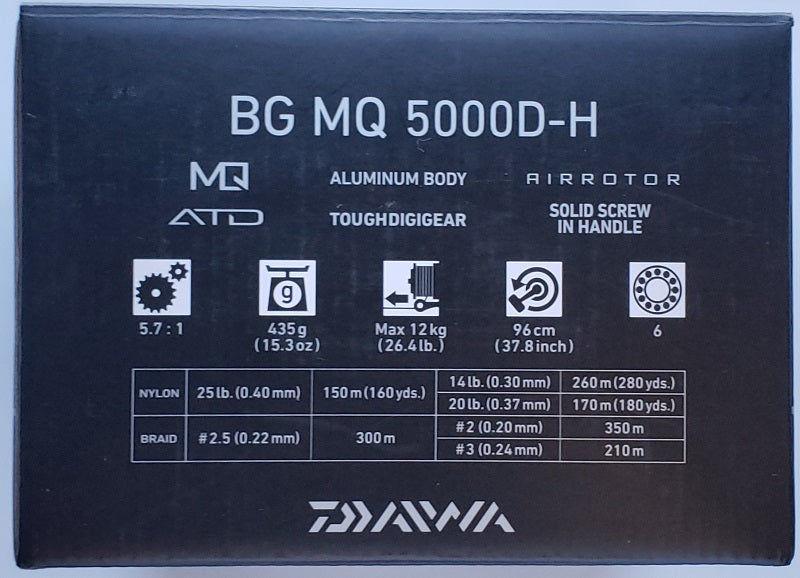 BG MQ 5000D-H
MQ ALUMINUM BODY AIRROTOR
ATD TOUGHDIGIGEAR SOLID SCREW
IN HANDLE
g
5.7 : 1 435g Max 12kg 96cm 6
(15.3oz) (26.4lb.) (37.8inch)
NYLON 25lb. (0.40mm) 150m (160yds.) 14lb. (0.30mm) 260m (280yds.)
20lb. (0.37mm) 170m (180yds.)
BRAID #2.5 (0.22mm) 300m #2 (0.20mm) 350m
#3 (0.24mm) 210m
DAIWA